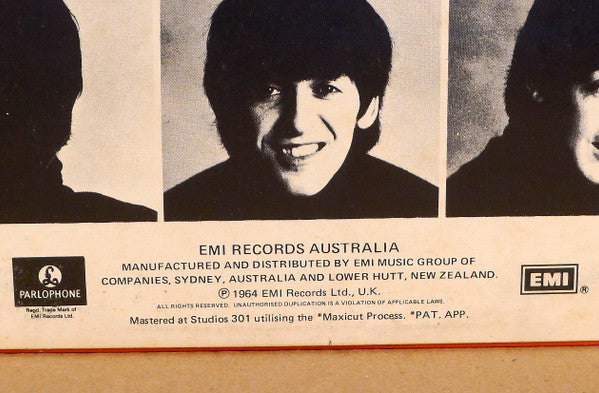 EMI RECORDS AUSTRALIA
MANUFACTURED AND DISTRIBUTED BY EMI MUSIC GROUP OF
COMPANIES, SYDNEY, AUSTRALIA AND LOWER HUTT, NEW ZEALAND.
℗ 1964 EMI Records Ltd., U.K.
ALL RIGHTS RESERVED. UNAUTHORISED DUPLICATION IS A VIOLATION OF APPLICABLE LAWS.
Mastered at Studios 301 utilising the *Maxicut Process. *PAT. APP.
PARLOPHONE
Regd. Trade Mark of
EMI Records Ltd.
EMI ®